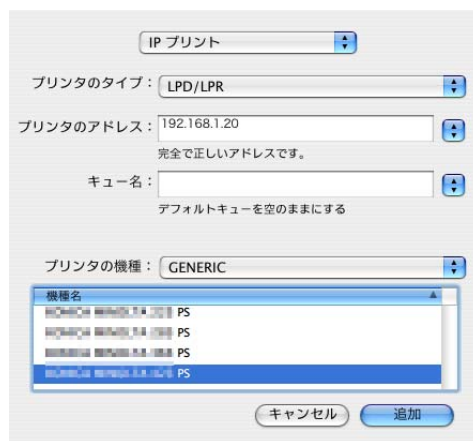 IP プリント
プリンタのタイプ： LPD/LPR
プリンタのアドレス： 192.168.1.20
完全で正しいアドレスです。
キュー名：
デフォルトキューを空のままにする
プリンタの機種： GENERIC
機種名
PS
PS
PS
PS
キャンセル 追加